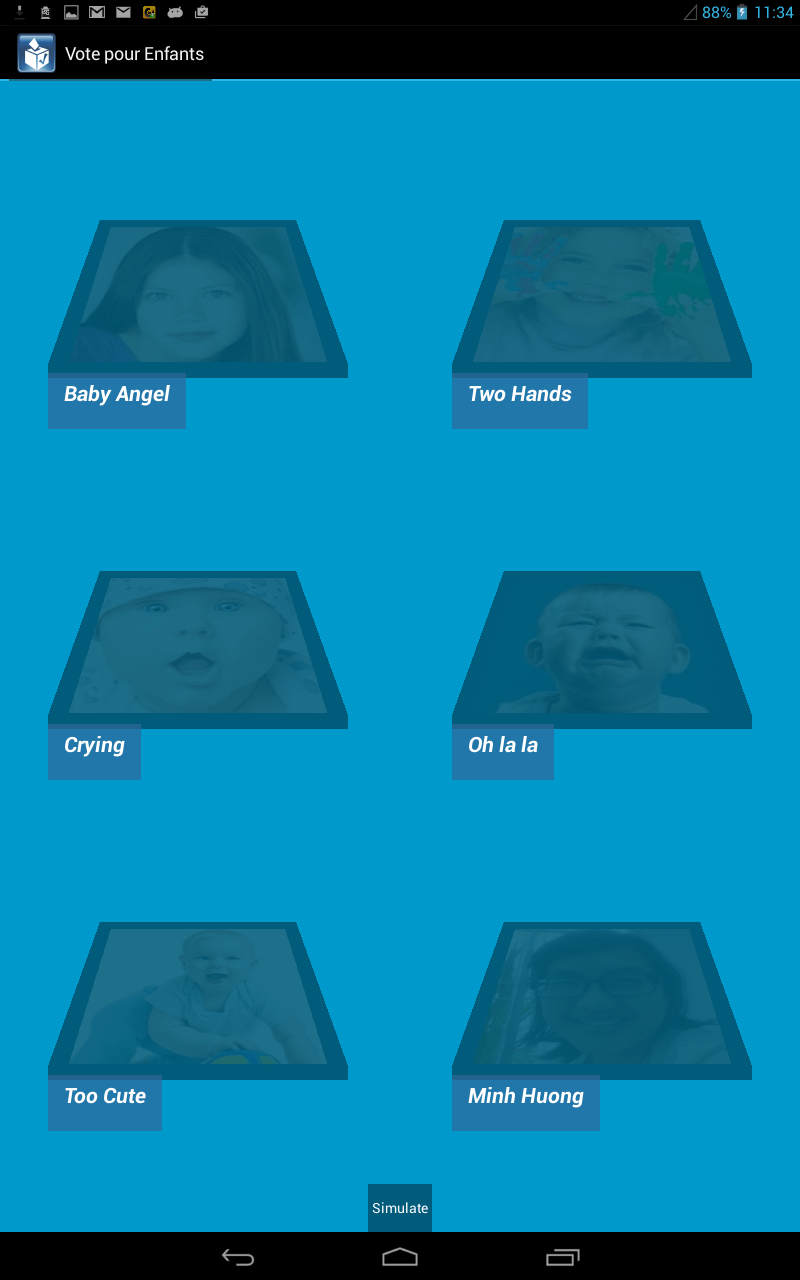 88% 11:34
Vote pour Enfants
Baby Angel
Two Hands
Crying
Oh la la
Too Cute
Minh Huong
Simulate